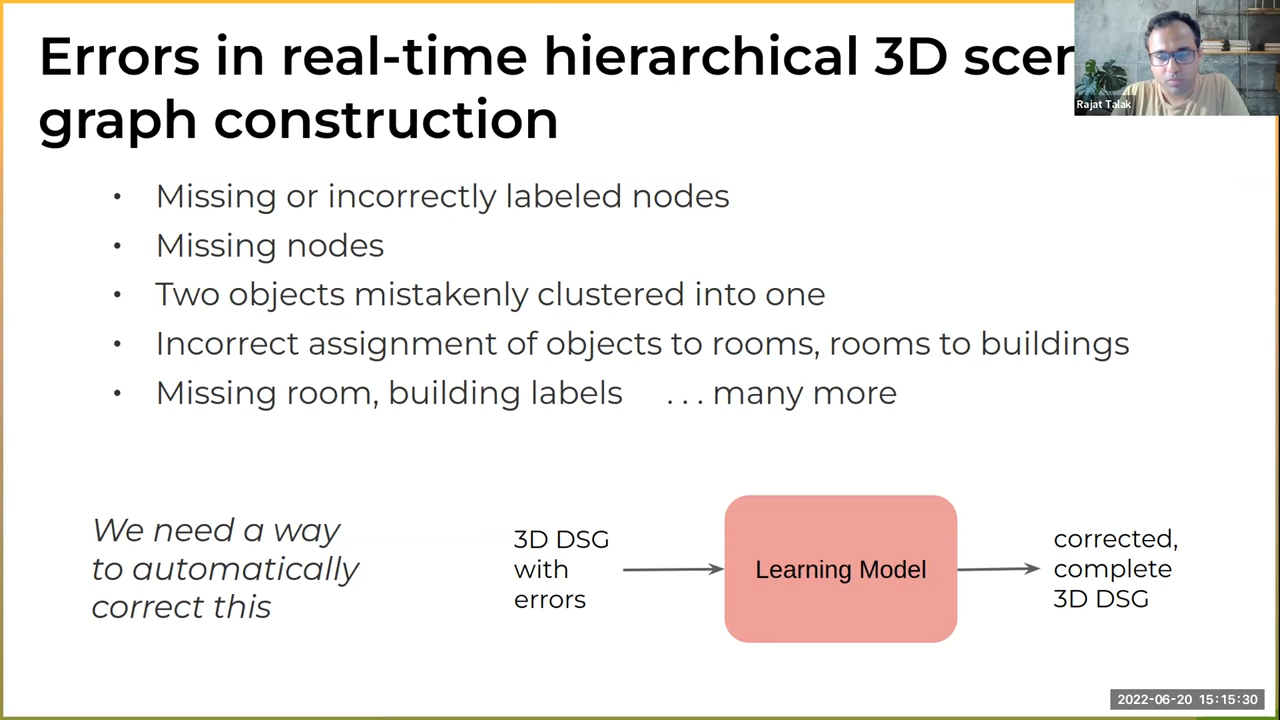 Errors in real-time hierarchical 3D
graph construction
Rajat Talak
• Missing or incorrectly labeled nodes
• Missing nodes
• Two objects mistakenly clustered into one
• Incorrect assignment of objects to rooms, rooms to buildings
• Missing room, building labels . . . many more
We need a way
to automatically
correct this
3D DSG
with
errors
Learning Model
corrected,
complete
3D DSG
2022-06-20 15:15:30